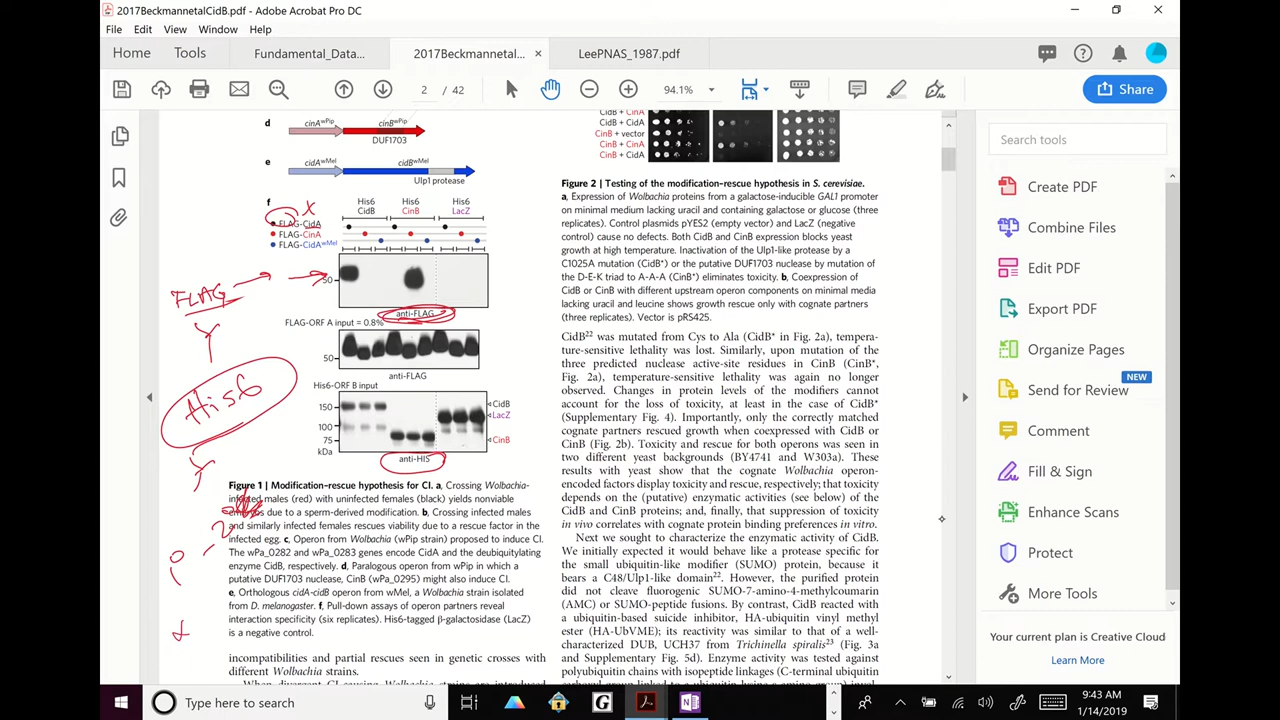 2017BeckmannetalCidB.pdf - Adobe Acrobat Pro DC
File Edit View Window Help
Home Tools Fundamental_Data... 2017Beckmannetal... × LeePNAS_1987.pdf
2 / 42 94.1% Share
d
cinAwPip cinBwPip
DUF1703
e
cidAwMel cidBwMel
Ulp1 protease
f
His6 CidB His6 CinB His6 LacZ
X
FLAG-CidA
FLAG-CinA
FLAG-CidAwMel
50
anti-FLAG
FLAG-ORF A input = 0.8%
50
anti-FLAG
His6-ORF B input
150
100
75
kDa
CidB
LacZ
CinB
anti-HIS
FLAG
His6
Figure 1 | Modification-rescue hypothesis for CI. a, Crossing Wolbachia-
infected males (red) with uninfected females (black) yields nonviable
embryos due to a sperm-derived modification. b, Crossing infected males
and similarly infected females rescues viability due to a rescue factor in the
infected egg. c, Operon from Wolbachia (wPip strain) proposed to induce CI.
The wPa_0282 and wPa_0283 genes encode CidA and the deubiquitylating
enzyme CidB, respectively. d, Paralogous operon from wPip in which a
putative DUF1703 nuclease, CinB (wPa_0295) might also induce CI.
e, Orthologous cidA-cidB operon from wMel, a Wolbachia strain isolated
from D. melanogaster. f, Pull-down assays of operon partners reveal
interaction specificity (six replicates). His6-tagged β-galactosidase (LacZ)
is a negative control.
incompatibilities and partial rescues seen in genetic crosses with
different Wolbachia strains.
When divergent CI-causing Wolbachia strains are introduced
CidB + CinA
CidB + CidA
CinB + vector
CinB + CinA
CinB + CidA
Figure 2 | Testing of the modification-rescue hypothesis in S. cerevisiae.
a, Expression of Wolbachia proteins from a galactose-inducible GAL1 promoter
on minimal medium lacking uracil and containing galactose or glucose (three
replicates). Control plasmids pYES2 (empty vector) and LacZ (negative
control) cause no defects. Both CidB and CinB expression blocks yeast
growth at high temperature. Inactivation of the Ulp1-like protease by a
C1025A mutation (CidB*) or the putative DUF1703 nuclease by mutation of
the D-E-K triad to A-A-A (CinB*) eliminates toxicity. b, Coexpression of
CidB or CinB with different upstream operon components on minimal media
lacking uracil and leucine shows growth rescue only with cognate partners
(three replicates). Vector is pRS425.
CidB22 was mutated from Cys to Ala (CidB* in Fig. 2a), tempera-
ture-sensitive lethality was lost. Similarly, upon mutation of the
three predicted nuclease active-site residues in CinB (CinB*,
Fig. 2a), temperature-sensitive lethality was again no longer
observed. Changes in protein levels of the modifiers cannot
account for the loss of toxicity, at least in the case of CidB*
(Supplementary Fig. 4). Importantly, only the correctly matched
cognate partners rescued growth when coexpressed with CidB or
CinB (Fig. 2b). Toxicity and rescue for both operons was seen in
two different yeast backgrounds (BY4741 and W303a). These
results with yeast show that the cognate Wolbachia operon-
encoded factors display toxicity and rescue, respectively; that toxicity
depends on the (putative) enzymatic activities (see below) of the
CidB and CinB proteins; and, finally, that suppression of toxicity
in vivo correlates with cognate protein binding preferences in vitro.
Next we sought to characterize the enzymatic activity of CidB.
We initially expected it would behave like a protease specific for
the small ubiquitin-like modifier (SUMO) protein, because it
bears a C48/Ulp1-like domain22. However, the purified protein
did not cleave fluorogenic SUMO-7-amino-4-methylcoumarin
(AMC) or SUMO-peptide fusions. By contrast, CidB reacted with
a ubiquitin-based suicide inhibitor, HA-ubiquitin vinyl methyl
ester (HA-UbVME); its reactivity was similar to that of a well-
characterized DUB, UCH37 from Trichinella spiralis23 (Fig. 3a
and Supplementary Fig. 5d). Enzyme activity was tested against
polyubiquitin chains with isopeptide linkages (C-terminal ubiquitin
Search tools
Create PDF
Combine Files
Edit PDF
Export PDF
Organize Pages
NEW
Send for Review
Comment
Fill & Sign
Enhance Scans
Protect
More Tools
Your current plan is Creative Cloud
Learn More
Type here to search
9:43 AM
1/14/2019